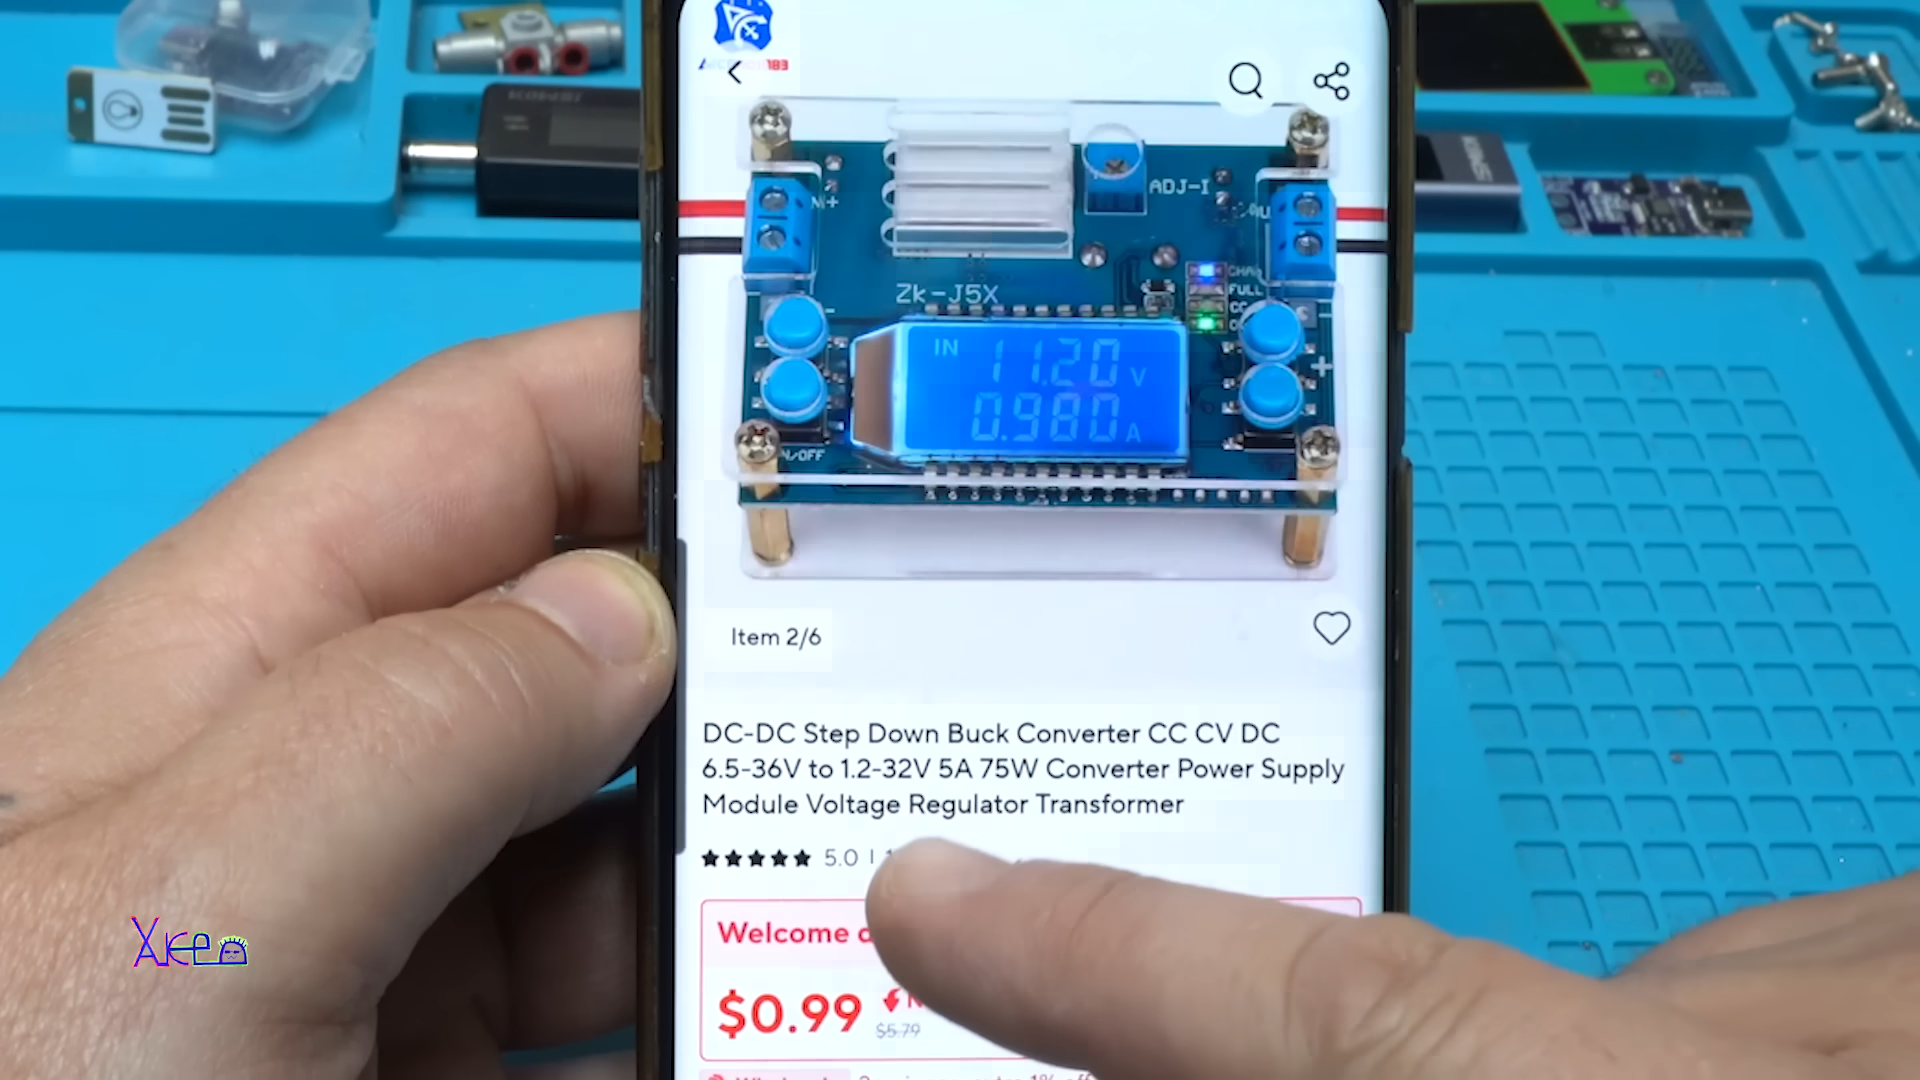 ADJ-I
Zk-J5X
FULL
IN 11.20 V
0.980 A
N/OFF
Item 2/6
DC-DC Step Down Buck Converter CC CV DC
6.5-36V to 1.2-32V 5A 75W Converter Power Supply
Module Voltage Regulator Transformer
5.0
Welcome
$0.99
$5.79